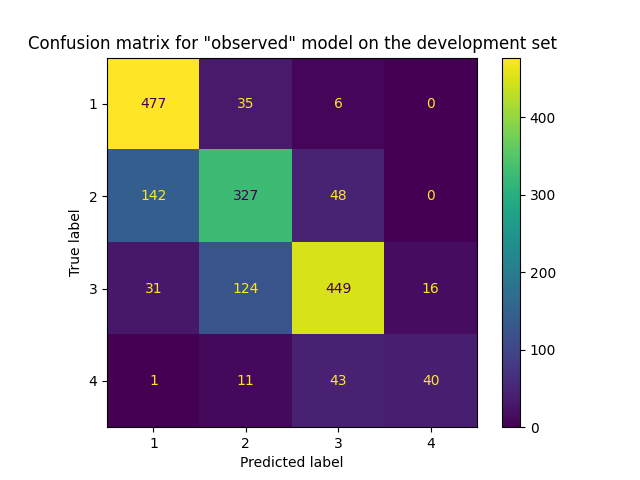 Confusion matrix for "observed" model on the development set
1 477 35 6 0
2 142 327 48 0
3 31 124 449 16
4 1 11 43 40
1 2 3 4
Predicted label
True label
400
300
200
100
0